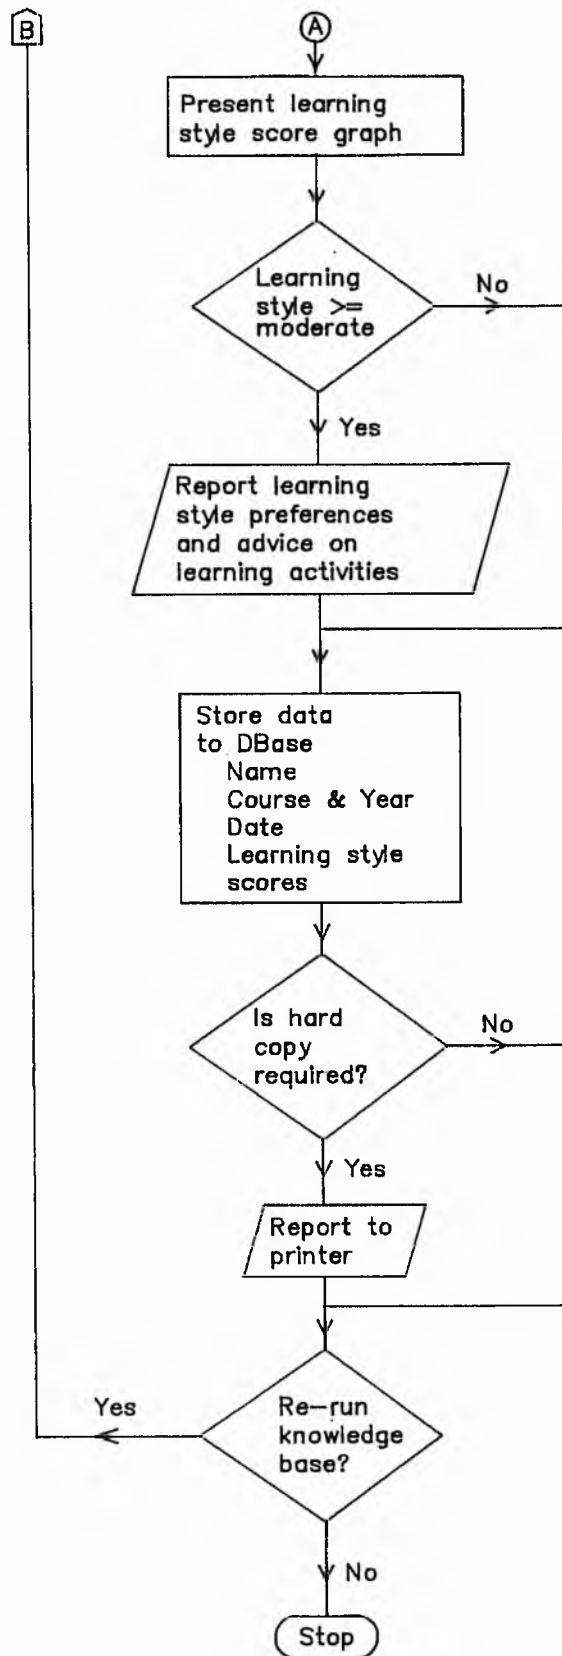 B
A
Present learning
style score graph
Learning
style >=
moderate
No
Yes
Report learning
style preferences
and advice on
learning activities
Store data
to DBase
Name
Course & Year
Date
Learning style
scores
Is hard
copy
required?
No
Yes
Report to
printer
Re-run
knowledge
base?
Yes
No
Stop